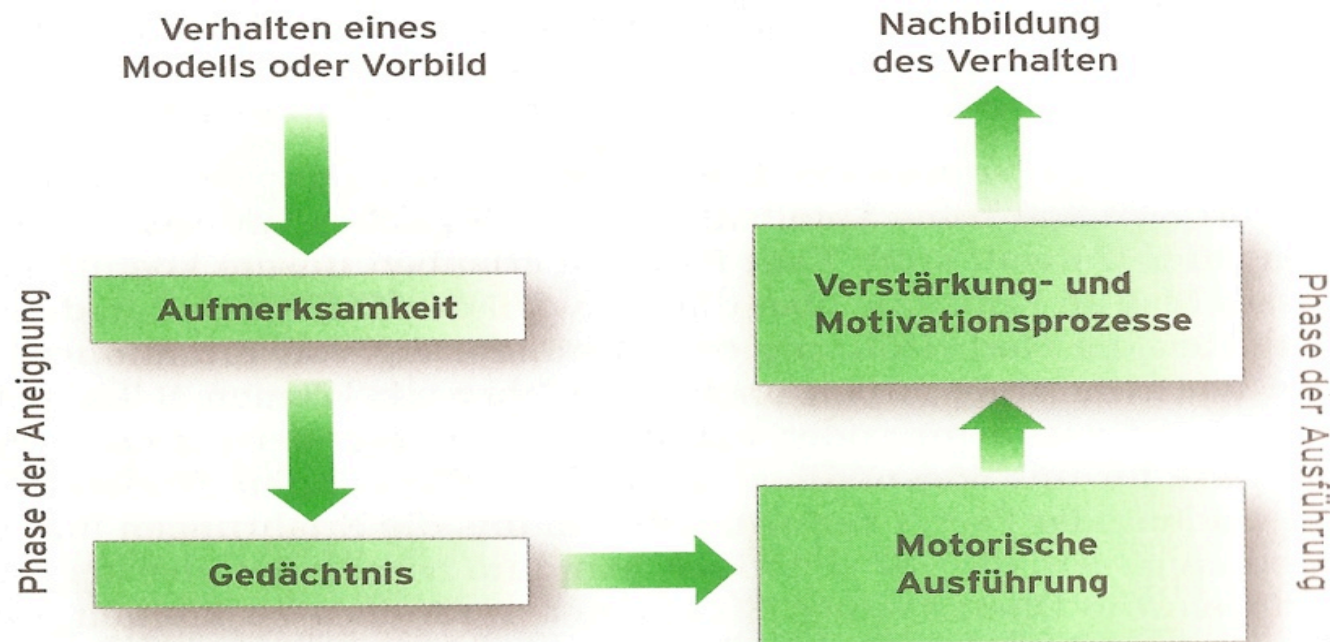 Verhalten eines
Modells oder Vorbild
Aufmerksamkeit
Gedächtnis
Phase der Aneignung
Nachbildung
des Verhalten
Verstärkung- und
Motivationsprozesse
Motorische
Ausführung
Phase der Ausführung